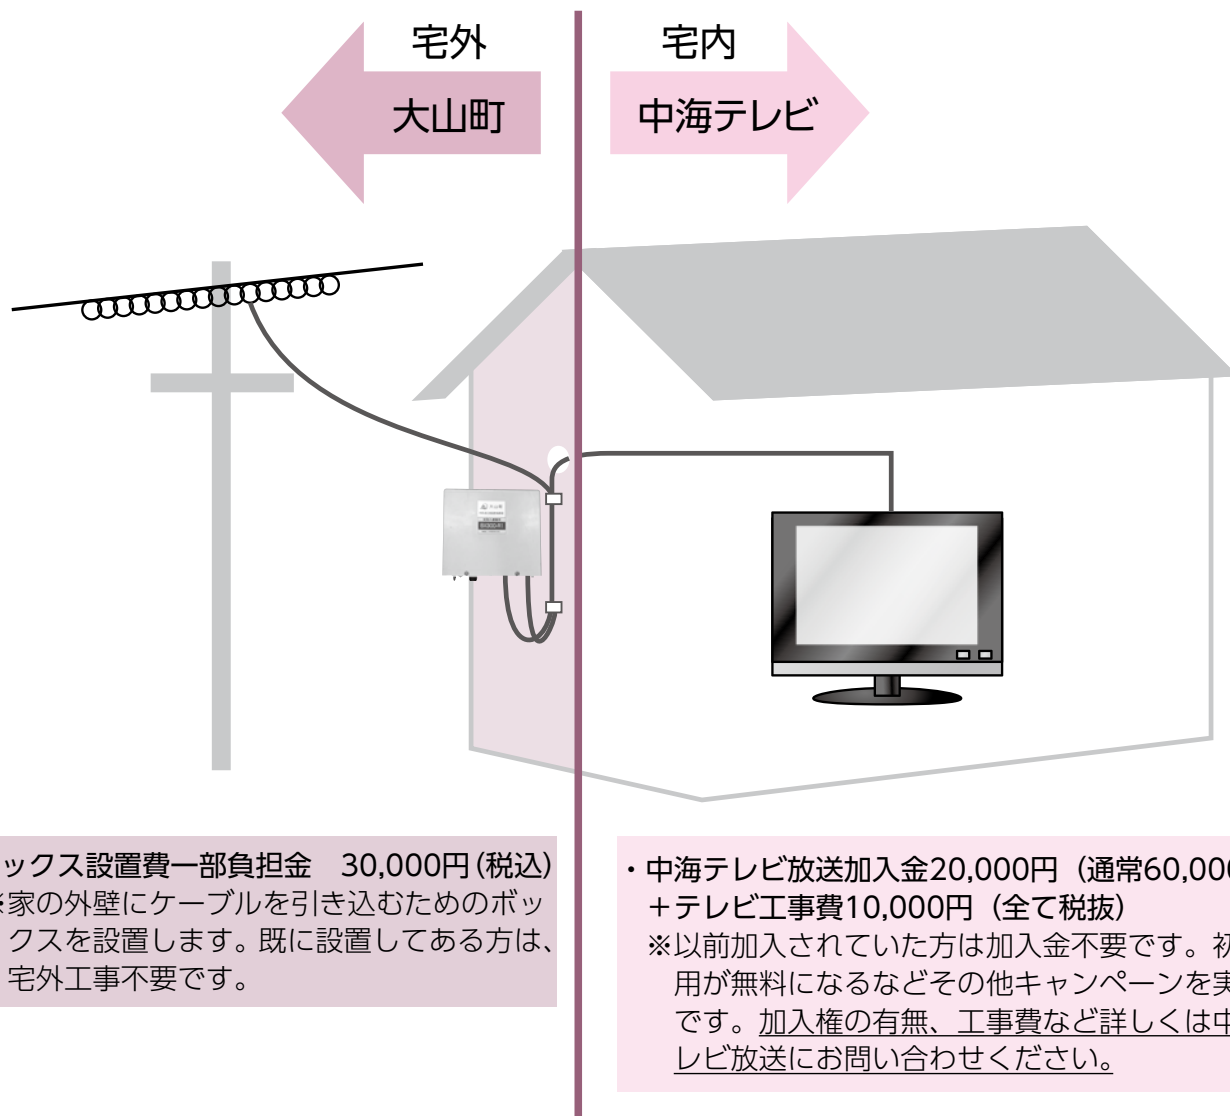 宅外
宅内
大山町
中海テレビ
ックス設置費一部負担金　30,000円(税込)
※家の外壁にケーブルを引き込むためのボッ
クスを設置します。既に設置してある方は、
宅外工事不要です。
・中海テレビ放送加入金20,000円（通常60,000
＋テレビ工事費10,000円（全て税抜）
※以前加入されていた方は加入金不要です。初
用が無料になるなどその他キャンペーンを実
です。加入権の有無、工事費など詳しくは中
レビ放送にお問い合わせください。